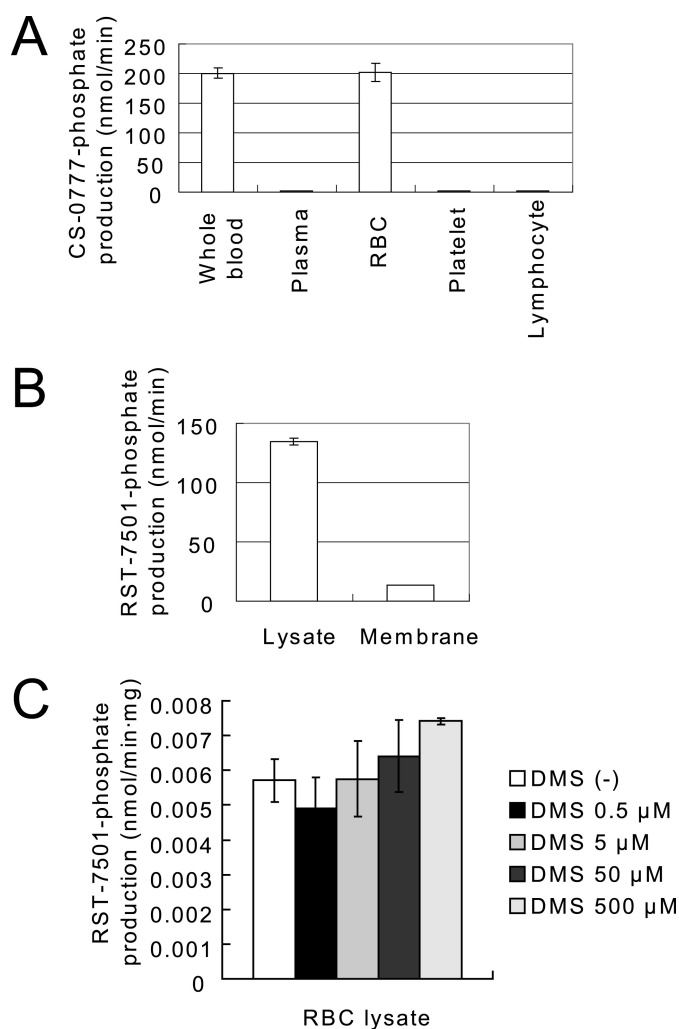 A
CS-0777-phosphate
production (nmol/min)
250
200
150
100
50
0
Whole
blood
Plasma
RBC
Platelet
Lymphocyte
B
RST-7501-phosphate
production (nmol/min)
150
100
50
0
Lysate
Membrane
C
RST-7501-phosphate
production (nmol/min·mg)
0.008
0.007
0.006
0.005
0.004
0.003
0.002
0.001
0
RBC lysate
DMS (-)
DMS 0.5 µM
DMS 5 µM
DMS 50 µM
DMS 500 µM